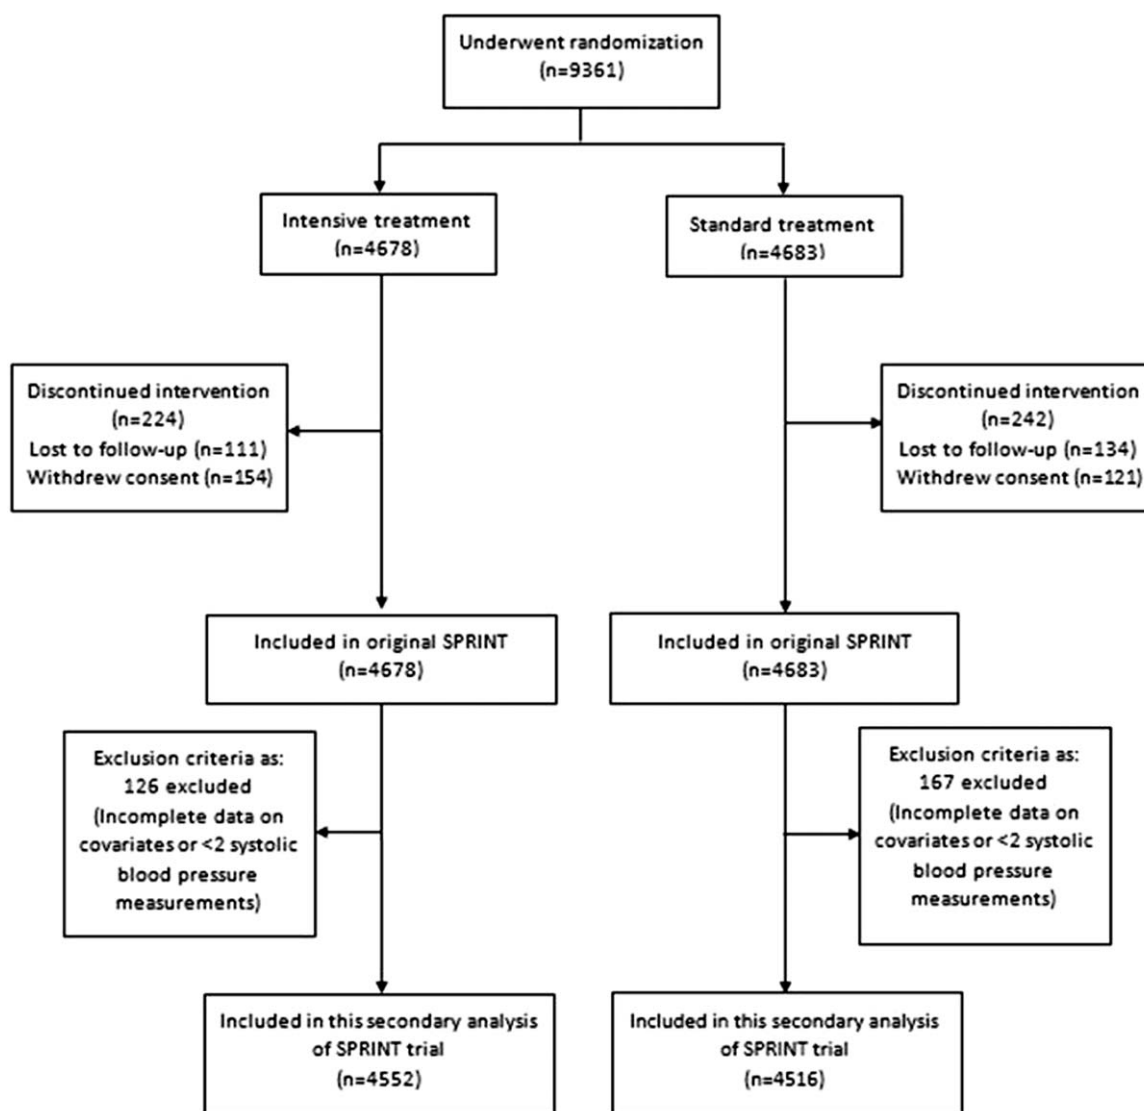 Underwent randomization
(n=9361)
Intensive treatment
(n=4678)
Standard treatment
(n=4683)
Discontinued intervention
(n=224)
Lost to follow-up (n=111)
Withdrew consent (n=154)
Discontinued intervention
(n=242)
Lost to follow-up (n=134)
Withdrew consent (n=121)
Included in original SPRINT
(n=4678)
Included in original SPRINT
(n=4683)
Exclusion criteria as:
126 excluded
(Incomplete data on
covariates or <2 systolic
blood pressure
measurements)
Exclusion criteria as:
167 excluded
(Incomplete data on
covariates or <2 systolic
blood pressure
measurements)
Included in this secondary analysis
of SPRINT trial
(n=4552)
Included in this secondary analysis
of SPRINT trial
(n=4516)